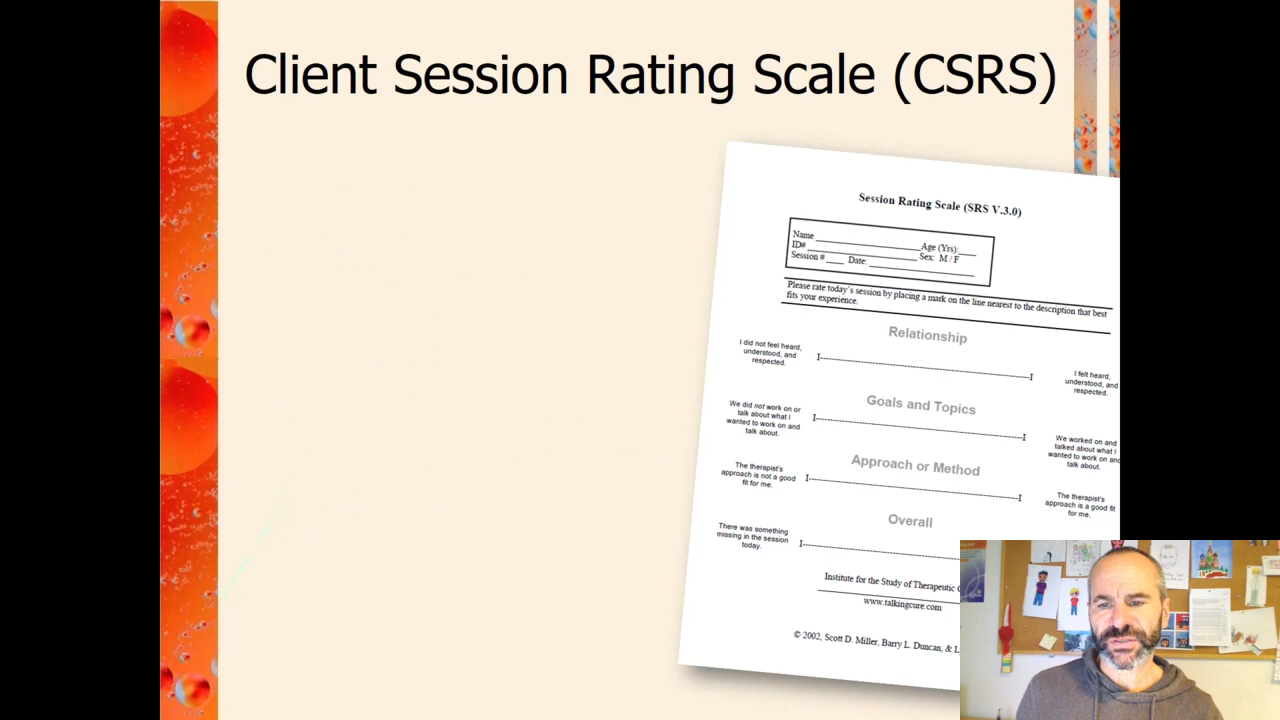 Client Session Rating Scale (CSRS)
Session Rating Scale (SRS V.3.0)
Name
Age (Yrs):
ID#
Sex: M / F
Session #
Date:
Please rate today's session by placing a mark on the line nearest to the description that best
fits your experience.
Relationship
I did not feel heard,
understood, and
respected.
I felt heard,
understood, and
respected.
Goals and Topics
We did not work on or
talk about what I
wanted to work on and
talk about.
We worked on and
talked about what I
wanted to work on and
talk about.
Approach or Method
The therapist's
approach is not a good
fit for me.
The therapist's
approach is a good fit
for me.
Overall
There was something
missing in the session
today.
Institute for the Study of Therapeutic
www.talkingcure.com
© 2002, Scott D. Miller, Barry L. Duncan, &